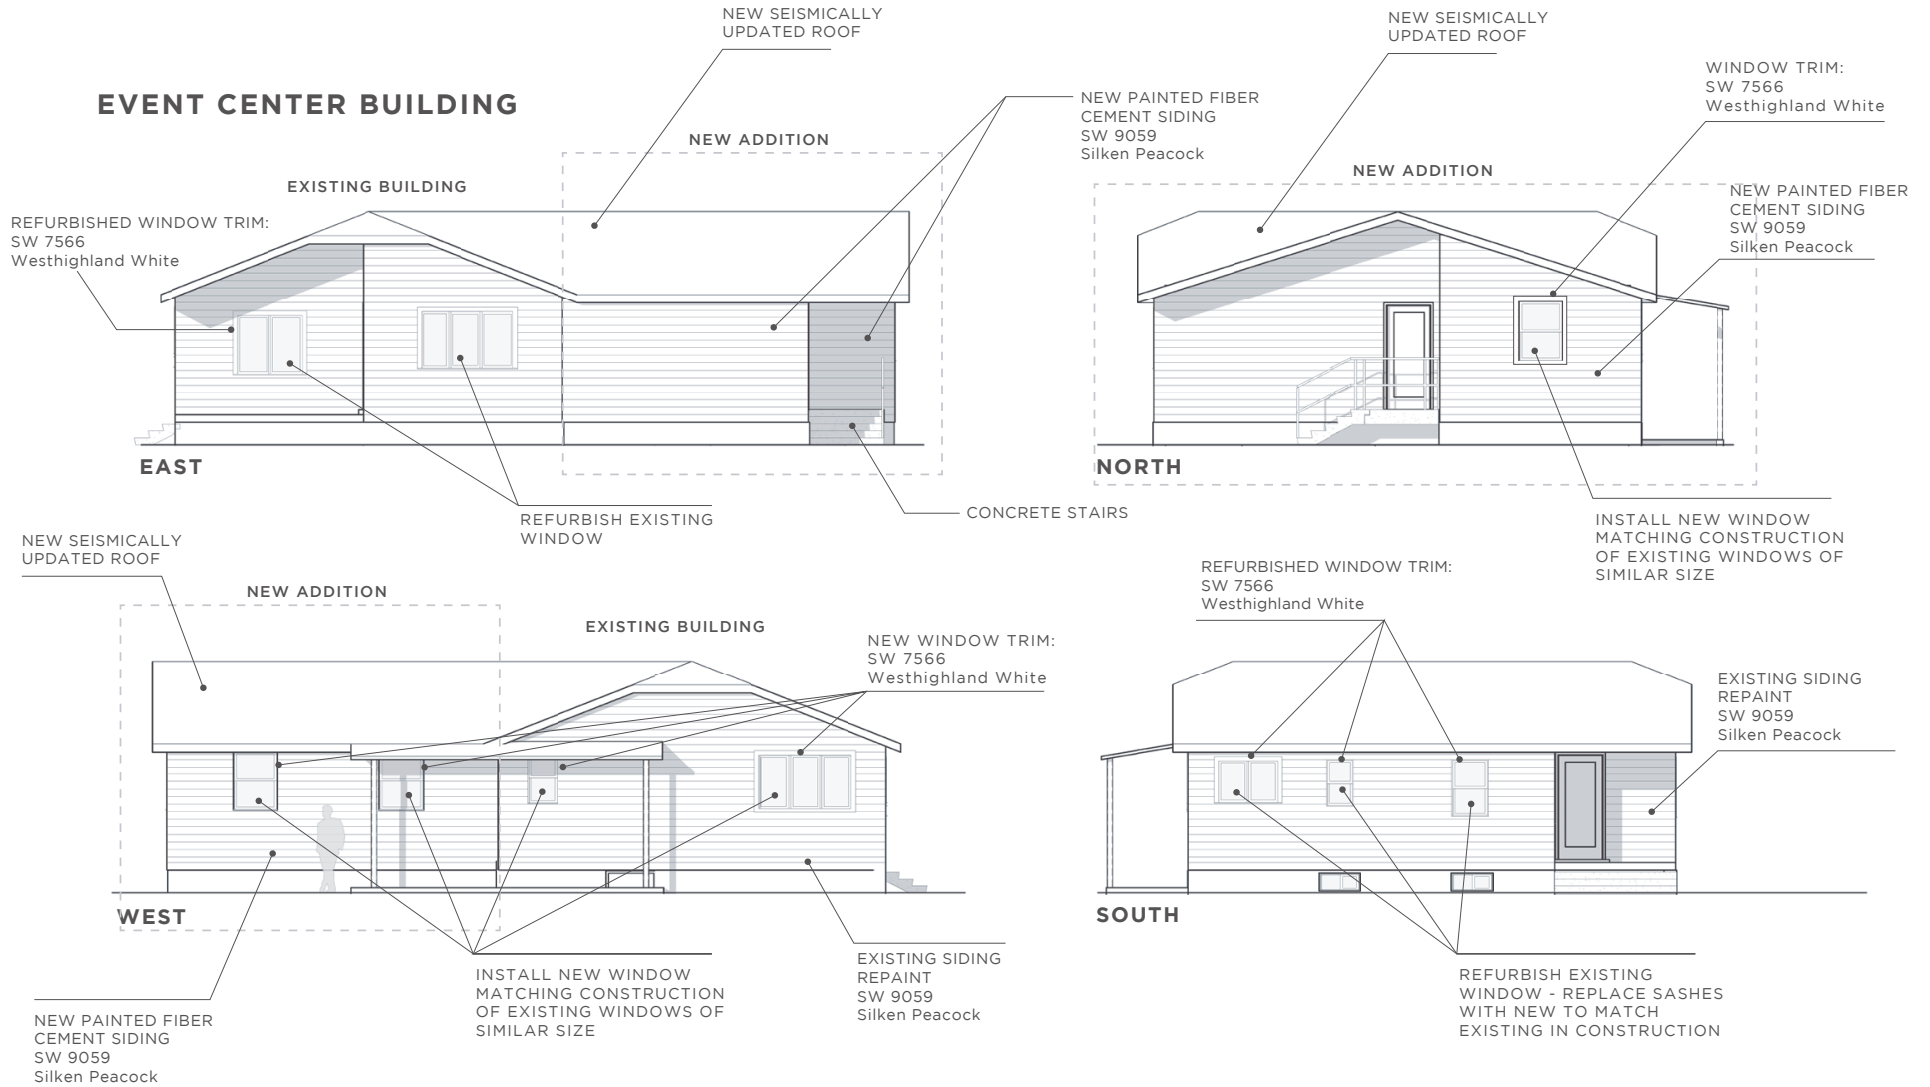 EVENT CENTER BUILDING
NEW SEISMICALLY
UPDATED ROOF
NEW ADDITION
EXISTING BUILDING
REFURBISHED WINDOW TRIM:
SW 7566
Westhighland White
NEW PAINTED FIBER
CEMENT SIDING
SW 9059
Silken Peacock
EAST
REFURBISH EXISTING
WINDOW
CONCRETE STAIRS
NEW SEISMICALLY
UPDATED ROOF
WINDOW TRIM:
SW 7566
Westhighland White
NEW ADDITION
NEW PAINTED FIBER
CEMENT SIDING
SW 9059
Silken Peacock
NORTH
INSTALL NEW WINDOW
MATCHING CONSTRUCTION
OF EXISTING WINDOWS OF
SIMILAR SIZE
NEW SEISMICALLY
UPDATED ROOF
NEW ADDITION
EXISTING BUILDING
NEW WINDOW TRIM:
SW 7566
Westhighland White
WEST
NEW PAINTED FIBER
CEMENT SIDING
SW 9059
Silken Peacock
INSTALL NEW WINDOW
MATCHING CONSTRUCTION
OF EXISTING WINDOWS OF
SIMILAR SIZE
EXISTING SIDING
REPAINT
SW 9059
Silken Peacock
REFURBISHED WINDOW TRIM:
SW 7566
Westhighland White
EXISTING SIDING
REPAINT
SW 9059
Silken Peacock
SOUTH
REFURBISH EXISTING
WINDOW - REPLACE SASHES
WITH NEW TO MATCH
EXISTING IN CONSTRUCTION